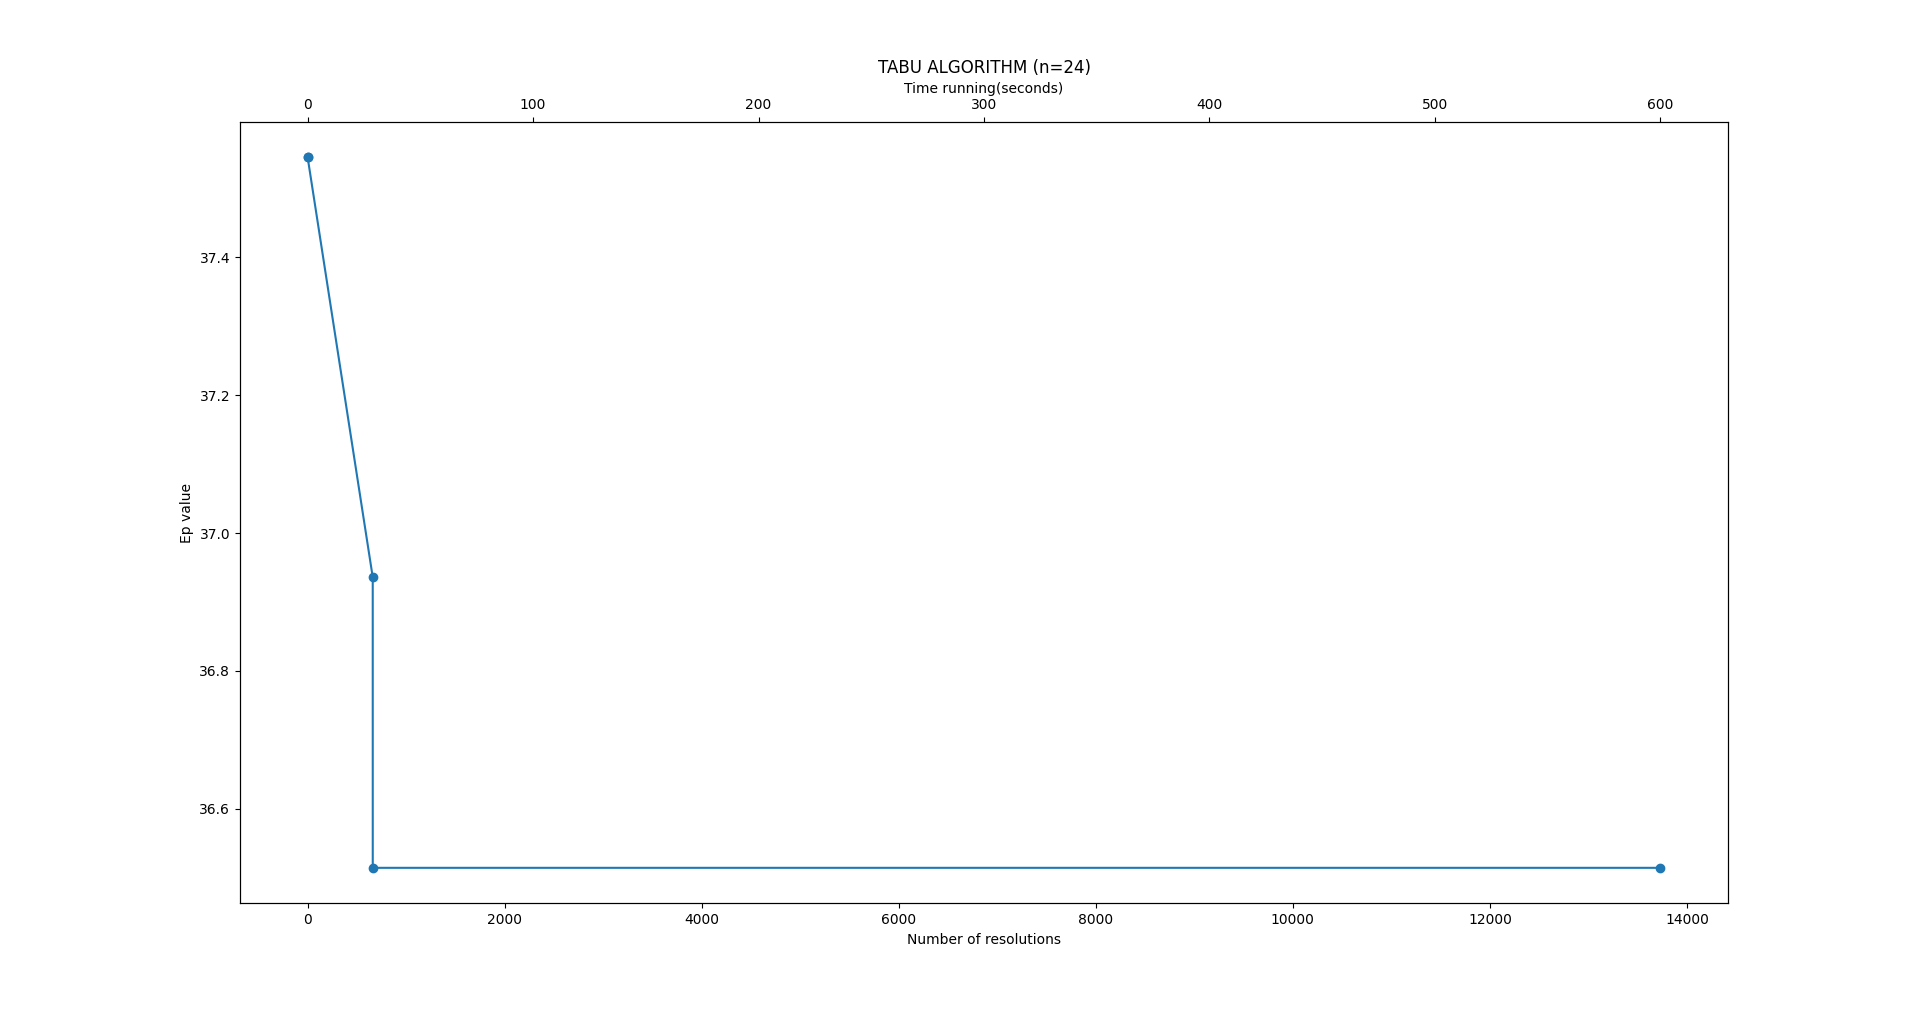 TABU ALGORITHM (n=24)
Time running(seconds)
0 100 200 300 400 500 600
37.4
37.2
37.0
36.8
36.6
Ep value
0 2000 4000 6000 8000 10000 12000 14000
Number of resolutions